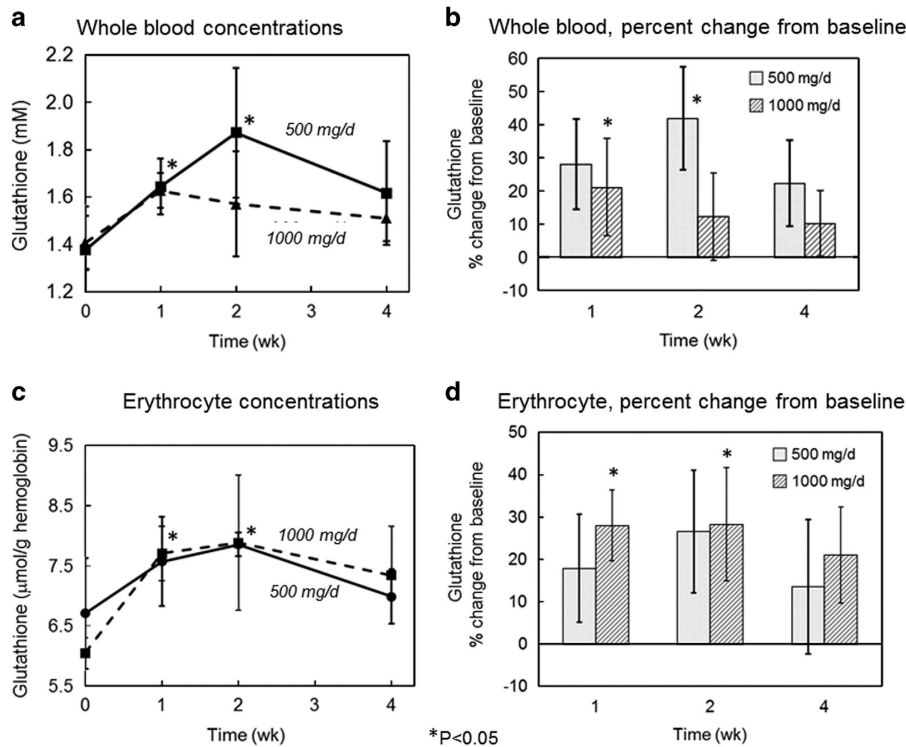 a
Whole blood concentrations
2.2
2.0
1.8
1.6
1.4
1.2
Glutathione (mM)
*
*
500 mg/d
1000 mg/d
0
1
2
3
4
Time (wk)
b
Whole blood, percent change from baseline
60
50
40
30
20
10
0
-10
Glutathione
% change from baseline
500 mg/d
1000 mg/d
*
*
1
2
4
Time (wk)
c
Erythrocyte concentrations
9.5
8.5
7.5
6.5
5.5
Glutathione (µmol/g hemoglobin)
*
*
1000 mg/d
500 mg/d
0
1
2
3
4
Time (wk)
d
Erythrocyte, percent change from baseline
50
40
30
20
10
0
-10
Glutathione
% change from baseline
500 mg/d
1000 mg/d
*
*
1
2
4
Time (wk)
*P<0.05